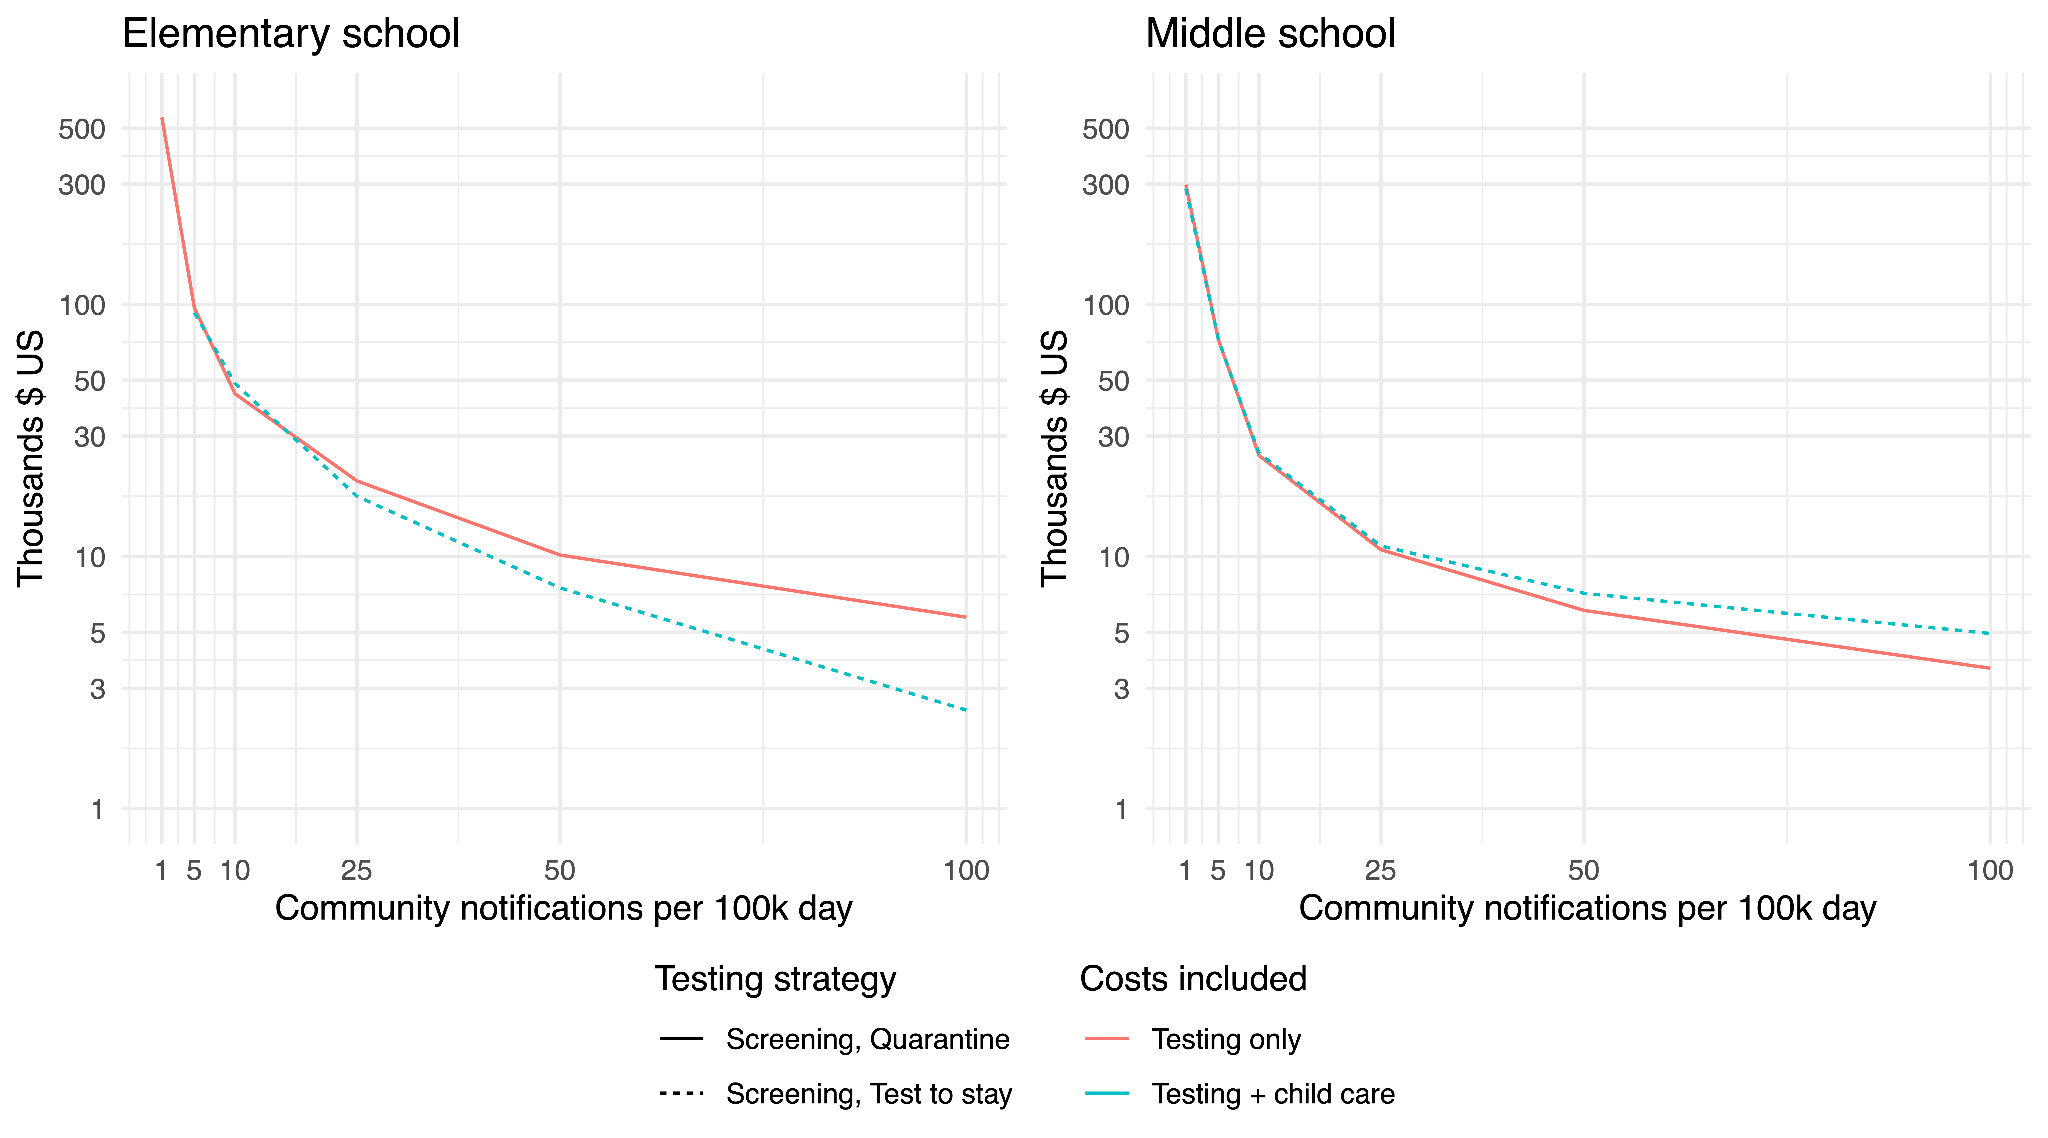 Elementary school
Middle school
Thousands $ US
500
300
100
50
30
10
5
3
1
1 5 10 25 50 100
Community notifications per 100k day
Thousands $ US
500
300
100
50
30
10
5
3
1
1 5 10 25 50 100
Community notifications per 100k day
Testing strategy
Screening, Quarantine
Screening, Test to stay
Costs included
Testing only
Testing + child care